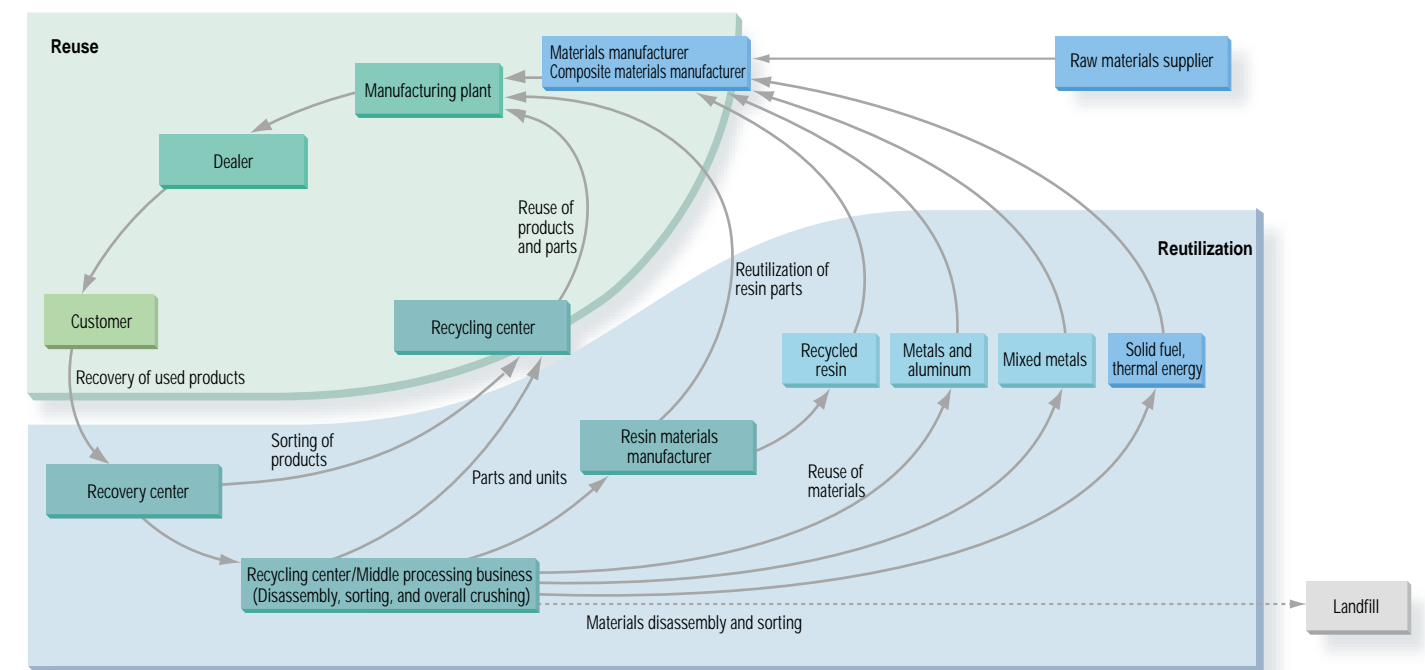 Reuse
Materials manufacturer
Composite materials manufacturer
Raw materials supplier
Manufacturing plant
Dealer
Reuse of
products
and parts
Reutilization
Reutilization of
resin parts
Customer
Recycling center
Recycled
resin
Metals and
aluminum
Mixed metals
Solid fuel,
thermal energy
Recovery of used products
Sorting of
products
Resin materials
manufacturer
Parts and units
Reuse of
materials
Recovery center
Recycling center/Middle processing business
(Disassembly, sorting, and overall crushing)
Materials disassembly and sorting
Landfill